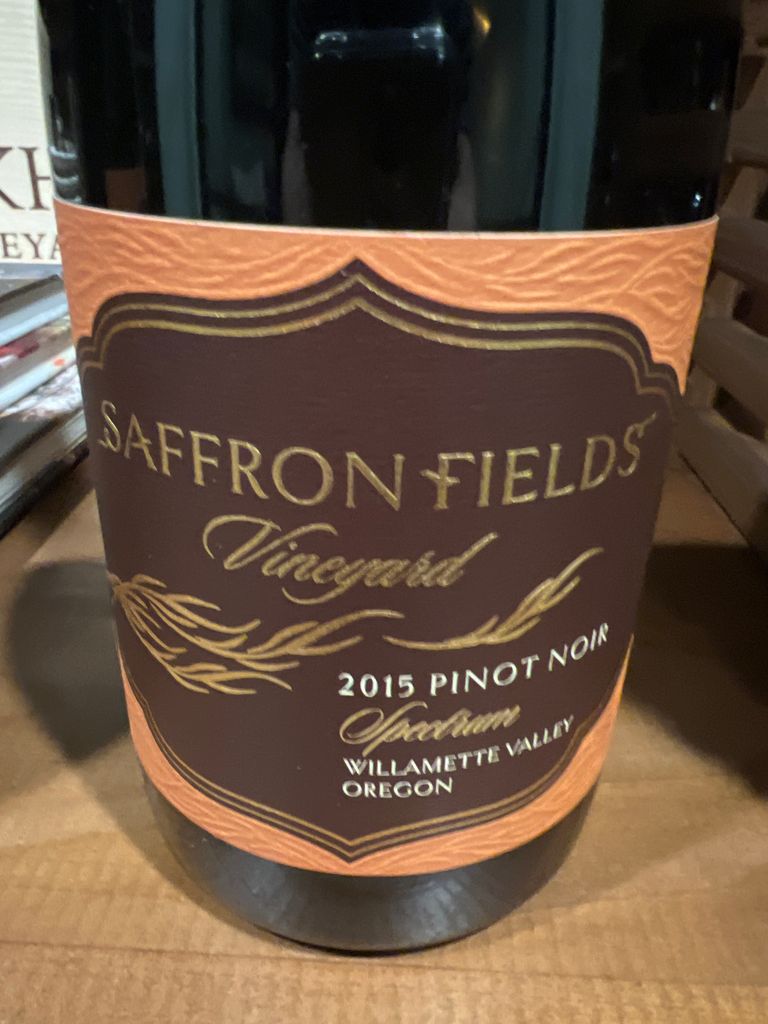 SAFFRON FIELDS
Vineyard
2015 PINOT NOIR
Spectrum
WILLAMETTE VALLEY
OREGON